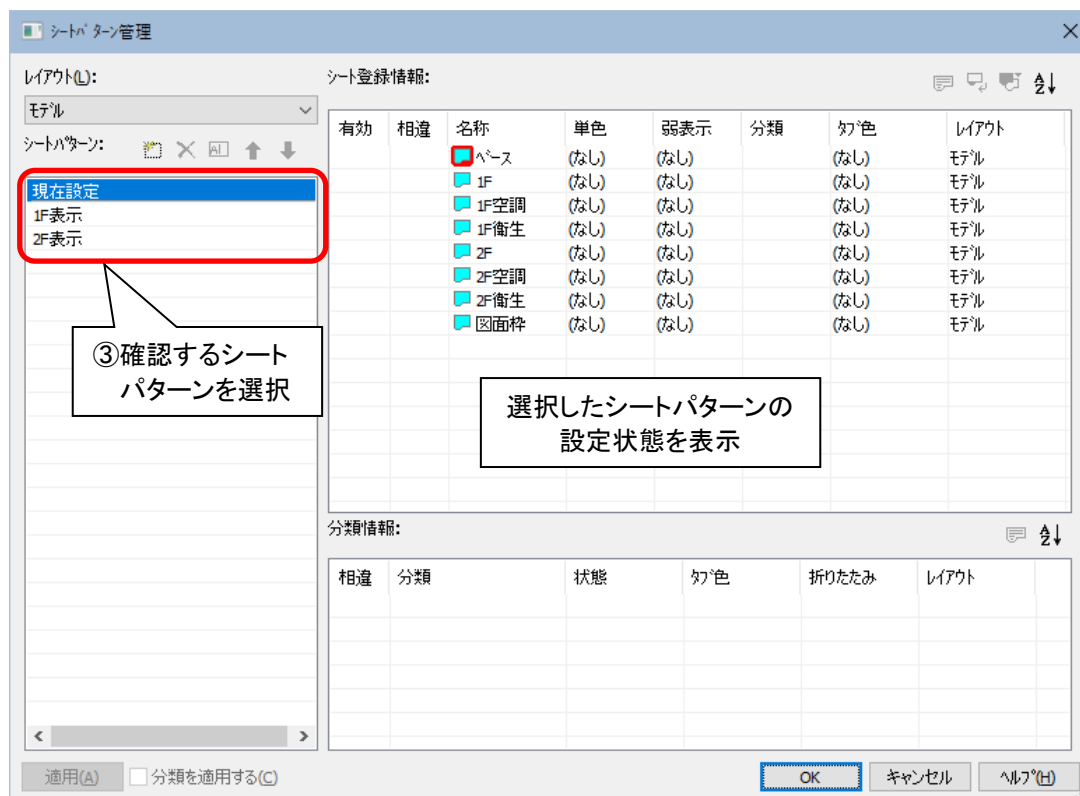 ｼｰﾄﾊﾟﾀｰﾝ管理
ﾚｲｱｳﾄ(L):
ﾓﾃﾞﾙ
ｼｰﾄﾊﾟﾀｰﾝ:
現在設定
1F表示
2F表示
③確認するシート
パターンを選択
適用(A) 分類を適用する(C)
ｼｰﾄ登録情報:
有効 相違 名称 単色 弱表示 分類 ﾀﾌﾞ色 ﾚｲｱｳﾄ
ﾍﾞｰｽ (なし) (なし) (なし) ﾓﾃﾞﾙ
1F (なし) (なし) (なし) ﾓﾃﾞﾙ
1F空調 (なし) (なし) (なし) ﾓﾃﾞﾙ
1F衛生 (なし) (なし) (なし) ﾓﾃﾞﾙ
2F (なし) (なし) (なし) ﾓﾃﾞﾙ
2F空調 (なし) (なし) (なし) ﾓﾃﾞﾙ
2F衛生 (なし) (なし) (なし) ﾓﾃﾞﾙ
図面枠 (なし) (なし) (なし) ﾓﾃﾞﾙ
選択したシートパターンの
設定状態を表示
分類情報:
相違 分類 状態 ﾀﾌﾞ色 折りたたみ ﾚｲｱｳﾄ
OK ｷｬﾝｾﾙ ﾍﾙﾌﾟ(H)